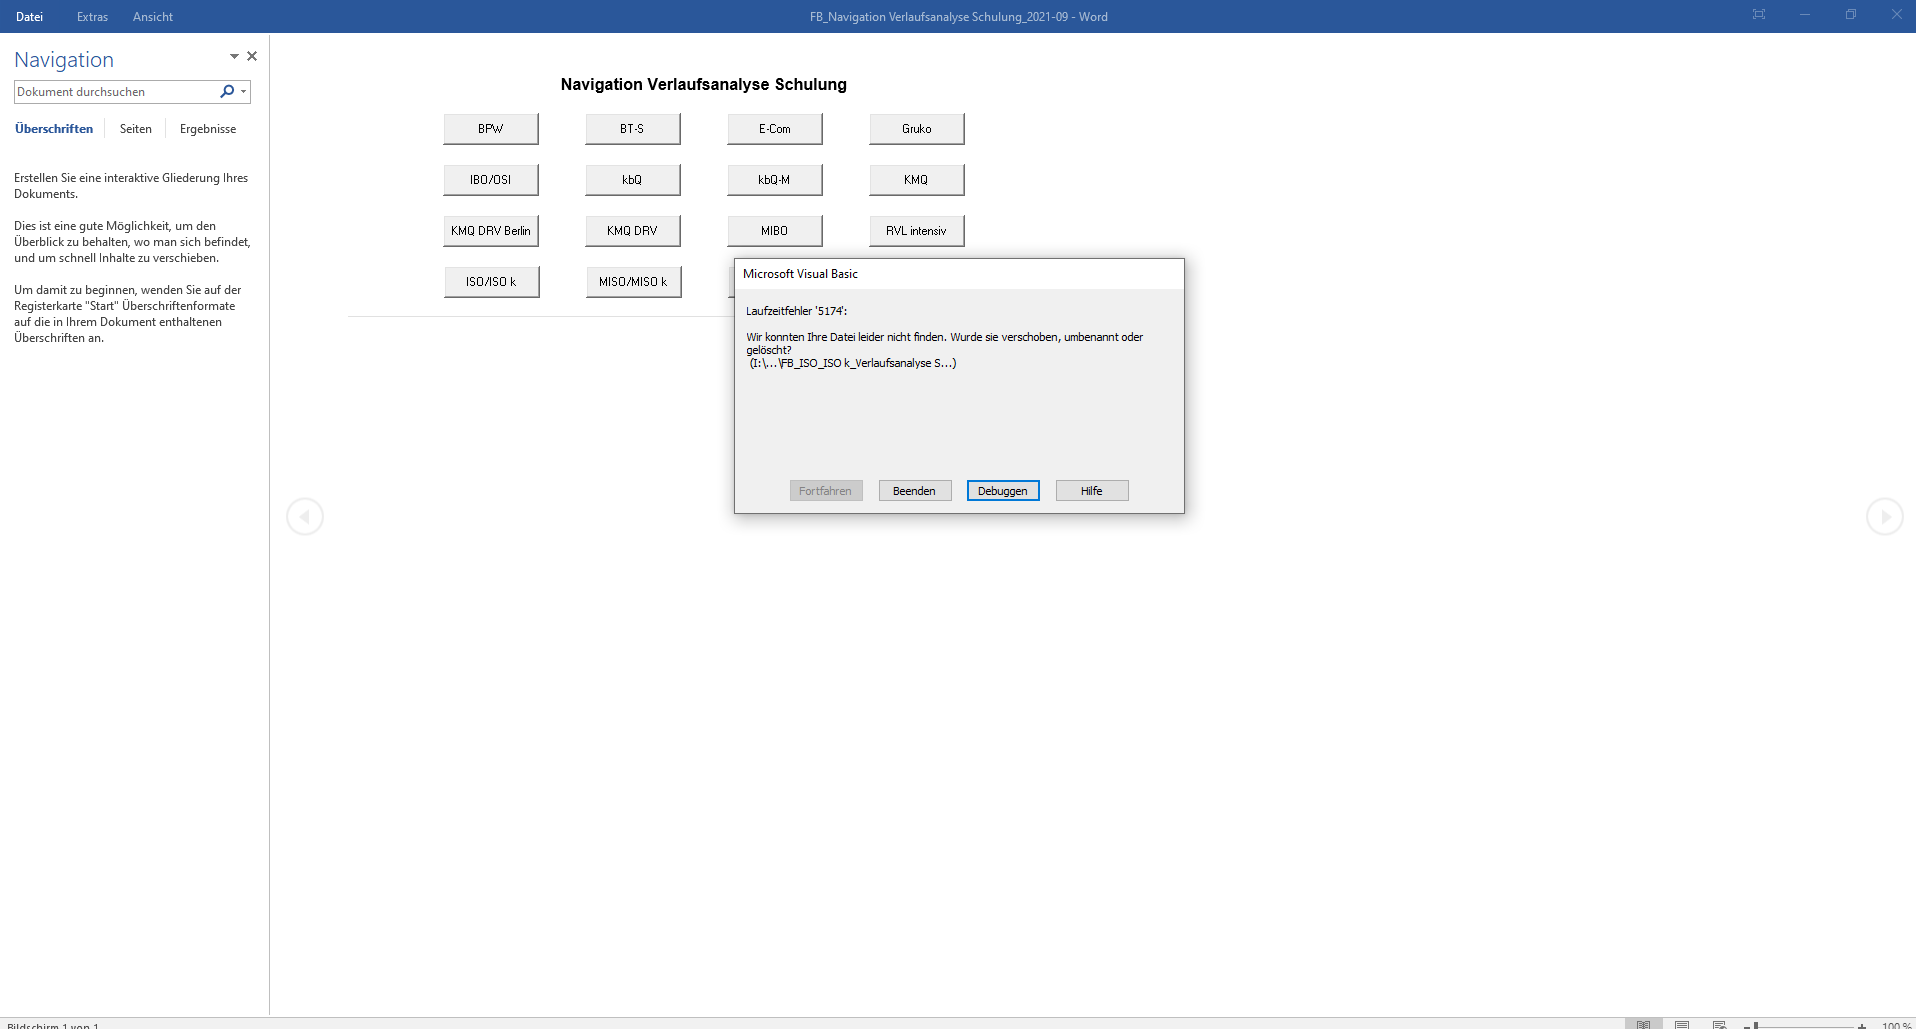 Datei Extras Ansicht
FB_Navigation Verlaufsanalyse Schulung_2021-09 - Word
Navigation
Dokument durchsuchen
Überschriften Seiten Ergebnisse
Erstellen Sie eine interaktive Gliederung Ihres
Dokuments.
Dies ist eine gute Möglichkeit, um den
Überblick zu behalten, wo man sich befindet,
und um schnell Inhalte zu verschieben.
Um damit zu beginnen, wenden Sie auf der
Registerkarte "Start" Überschriftenformate
auf die in Ihrem Dokument enthaltenen
Überschriften an.
Navigation Verlaufsanalyse Schulung
BPW BT-S E-Com Gruko
IBO/OSI kbQ kbQ-M KMQ
KMQ DRV Berlin KMQ DRV MIBO RVL intensiv
ISO/ISO k MISO/MISO k
Microsoft Visual Basic
Laufzeitfehler '5174':
Wir konnten Ihre Datei leider nicht finden. Wurde sie verschoben, umbenannt oder
gelöscht?
(I:\...\FB_ISO_ISO k_Verlaufsanalyse S...)
Fortfahren Beenden Debuggen Hilfe
Bildschirm 1 von 1
100 %